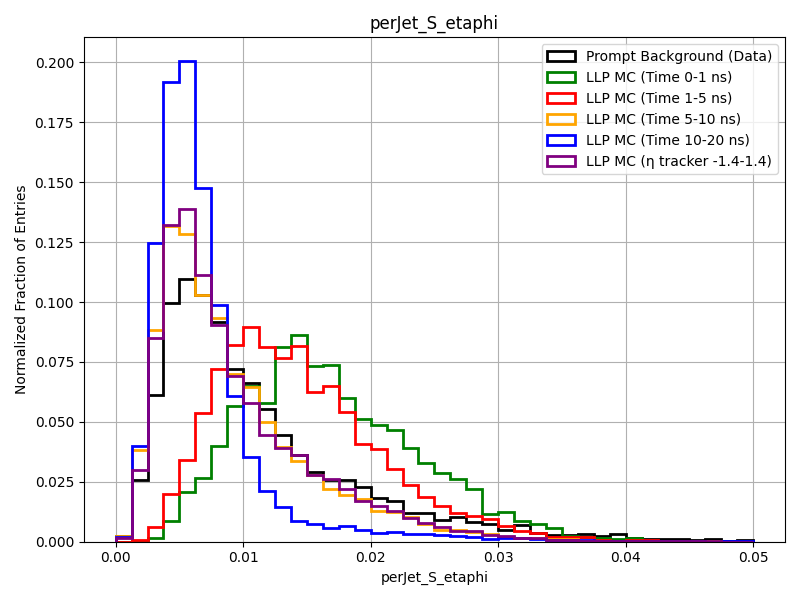 perJet_S_etaphi
Prompt Background (Data)
LLP MC (Time 0-1 ns)
LLP MC (Time 1-5 ns)
LLP MC (Time 5-10 ns)
LLP MC (Time 10-20 ns)
LLP MC (η tracker -1.4-1.4)
Normalized Fraction of Entries
0.200
0.175
0.150
0.125
0.100
0.075
0.050
0.025
0.000
0.00 0.01 0.02 0.03 0.04 0.05
perJet_S_etaphi